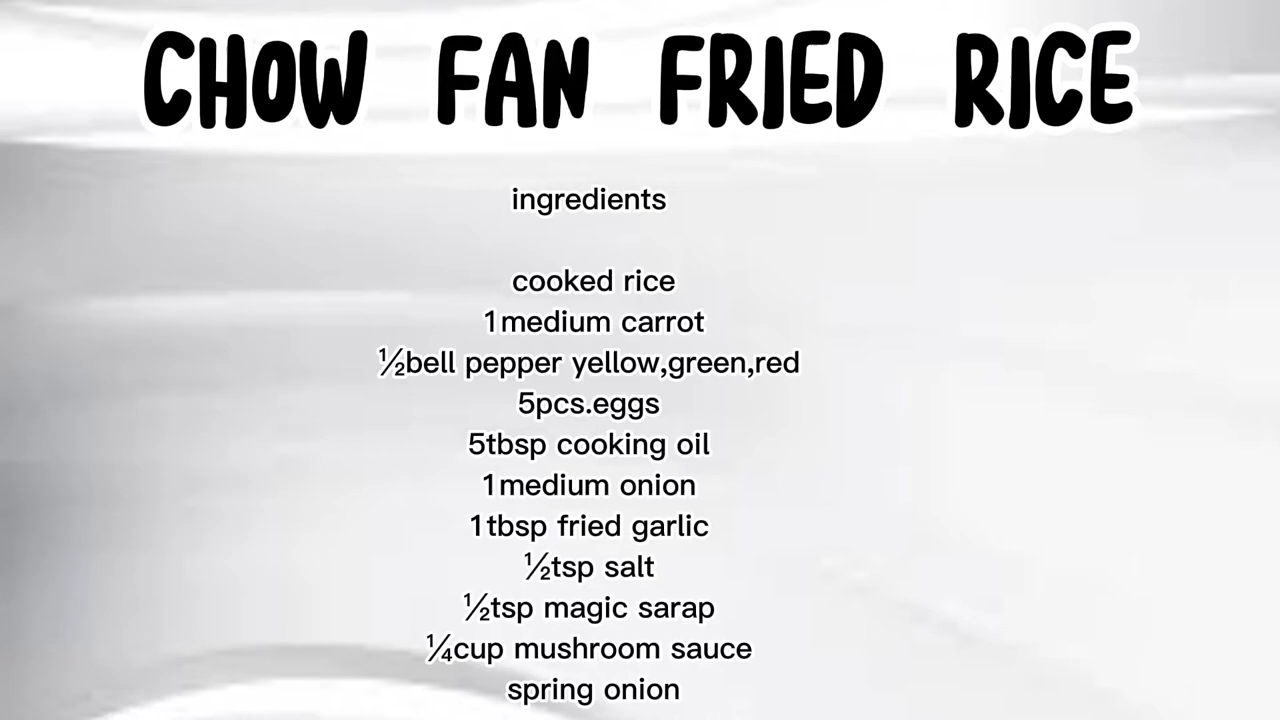 CHOW FAN FRIED RICE
ingredients
cooked rice
1medium carrot
½bell pepper yellow,green,red
5pcs.eggs
5tbsp cooking oil
1medium onion
1tbsp fried garlic
½tsp salt
½tsp magic sarap
¼cup mushroom sauce
spring onion